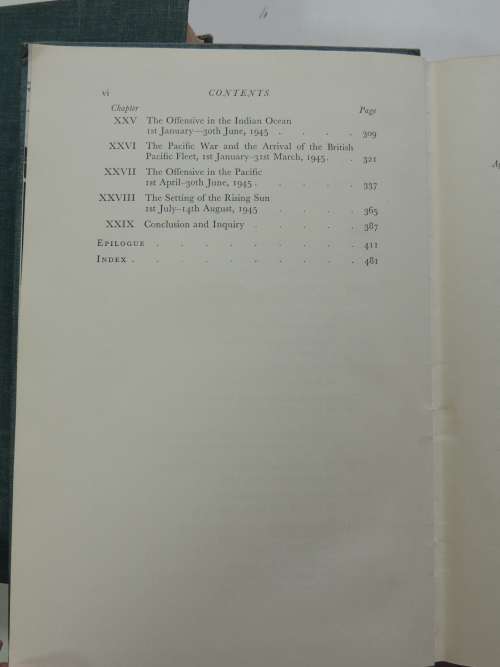 vi CONTENTS
Chapter Page
XXV The Offensive in the Indian Ocean
1st January—30th June, 1945 . . . . 309
XXVI The Pacific War and the Arrival of the British
Pacific Fleet, 1st January–31st March, 1945 . . 321
XXVII The Offensive in the Pacific
1st April–30th June, 1945 . . . . . 337
XXVIII The Setting of the Rising Sun
1st July–14th August, 1945 . . . . 365
XXIX Conclusion and Inquiry . . . . . 387
EPILOGUE . . . . . . . . . 411
INDEX . . . . . . . . . . 481